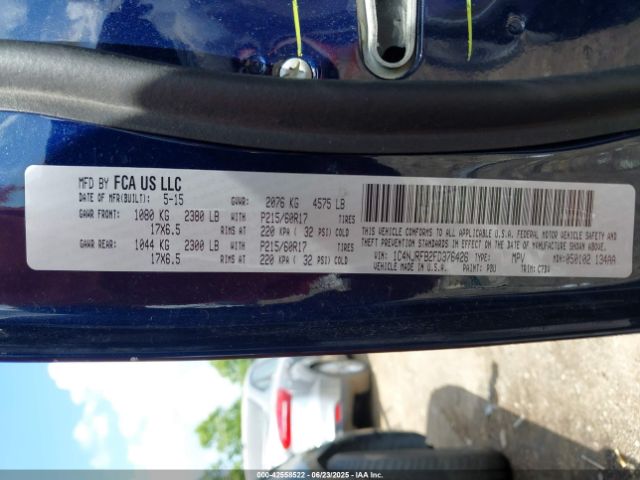 MFD BY FCA US LLC
DATE OF MFR(BUILT): 5-15 GVWR: 2076 KG 4575 LB
GAWR FRONT: 1080 KG 2380 LB WITH P215/60R17 TIRES
17X6.5 RIMS AT 220 KPA ( 32 PSI) COLD
GAWR REAR: 1044 KG 2300 LB WITH P215/60R17 TIRES
17X6.5 RIMS AT 220 KPA ( 32 PSI) COLD
THIS VEHICLE CONFORMS TO ALL APPLICABLE U.S.A. FEDERAL MOTOR VEHICLE SAFETY AND
THEFT PREVENTION STANDARDS IN EFFECT ON THE DATE OF MANUFACTURE SHOWN ABOVE.
VIN: 1C4NJRFB2FD376426 TYPE: MPV MDH: 050102 134AA
VEHICLE MADE IN U.S.A. PAINT: PBU TRIM:
000-42558522 06/23/2025 COPYRIGHT IAA